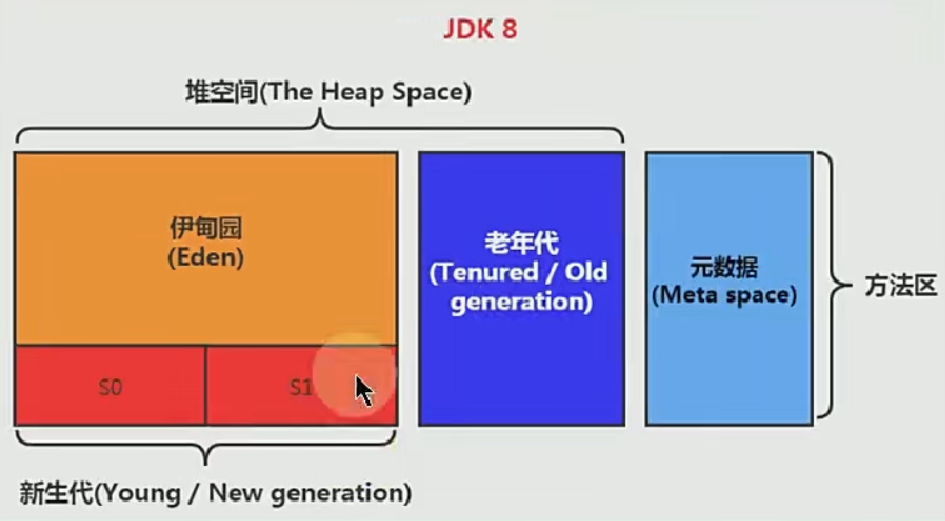 JDK 8
堆空间(The Heap Space)
伊甸园
(Eden)
老年代
(Tenured / Old
generation)
元数据
(Meta space)
方法区
S0
S1
新生代(Young / New generation)